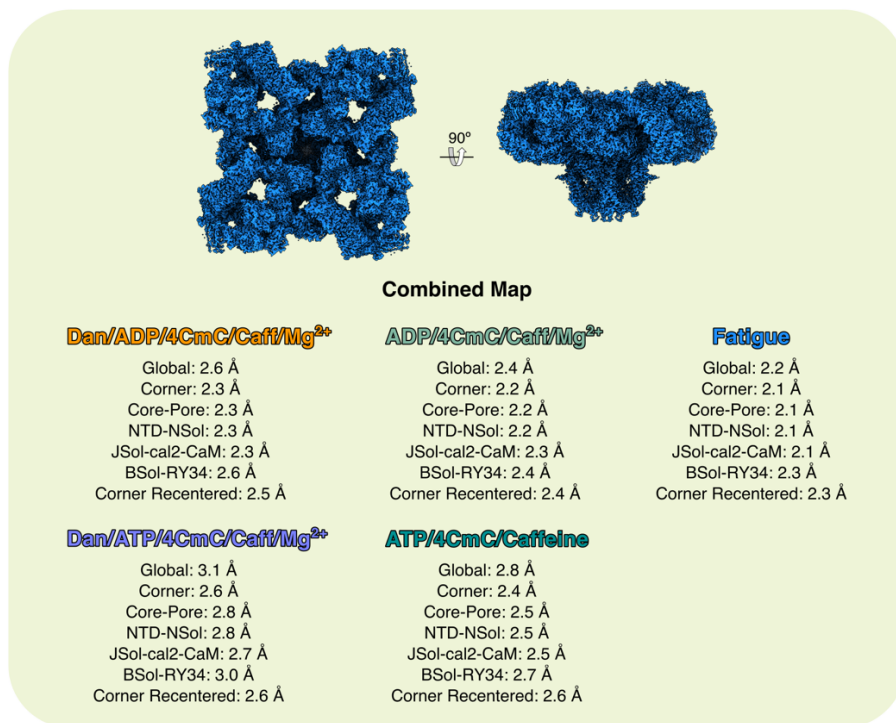 90°
Combined Map
Dan/ADP/4CmC/Caff/Mg²⁺
Global: 2.6 Å
Corner: 2.3 Å
Core-Pore: 2.3 Å
NTD-NSol: 2.3 Å
JSol-cal2-CaM: 2.3 Å
BSol-RY34: 2.6 Å
Corner Recentered: 2.5 Å
ADP/4CmC/Caff/Mg²⁺
Global: 2.4 Å
Corner: 2.2 Å
Core-Pore: 2.2 Å
NTD-NSol: 2.2 Å
JSol-cal2-CaM: 2.3 Å
BSol-RY34: 2.4 Å
Corner Recentered: 2.4 Å
Fatigue
Global: 2.2 Å
Corner: 2.1 Å
Core-Pore: 2.1 Å
NTD-NSol: 2.1 Å
JSol-cal2-CaM: 2.1 Å
BSol-RY34: 2.3 Å
Corner Recentered: 2.3 Å
Dan/ATP/4CmC/Caff/Mg²⁺
Global: 3.1 Å
Corner: 2.6 Å
Core-Pore: 2.8 Å
NTD-NSol: 2.8 Å
JSol-cal2-CaM: 2.7 Å
BSol-RY34: 3.0 Å
Corner Recentered: 2.6 Å
ATP/4CmC/Caffeine
Global: 2.8 Å
Corner: 2.4 Å
Core-Pore: 2.5 Å
NTD-NSol: 2.5 Å
JSol-cal2-CaM: 2.5 Å
BSol-RY34: 2.7 Å
Corner Recentered: 2.6 Å